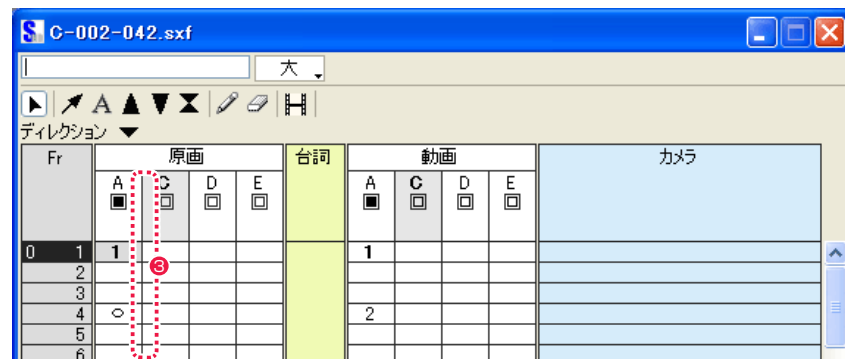 C-002-042.sxf
大
A
ディレクション
Fr 原画 台詞 動画 カメラ
A C D E A C D E
0 1 1 1
2 ❸
3
4 ○ 2
5
6